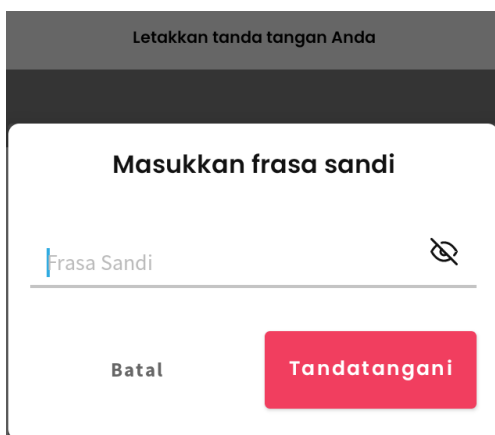 Letakkan tanda tangan Anda
Masukkan frasa sandi
Frasa Sandi
Batal
Tandatangani